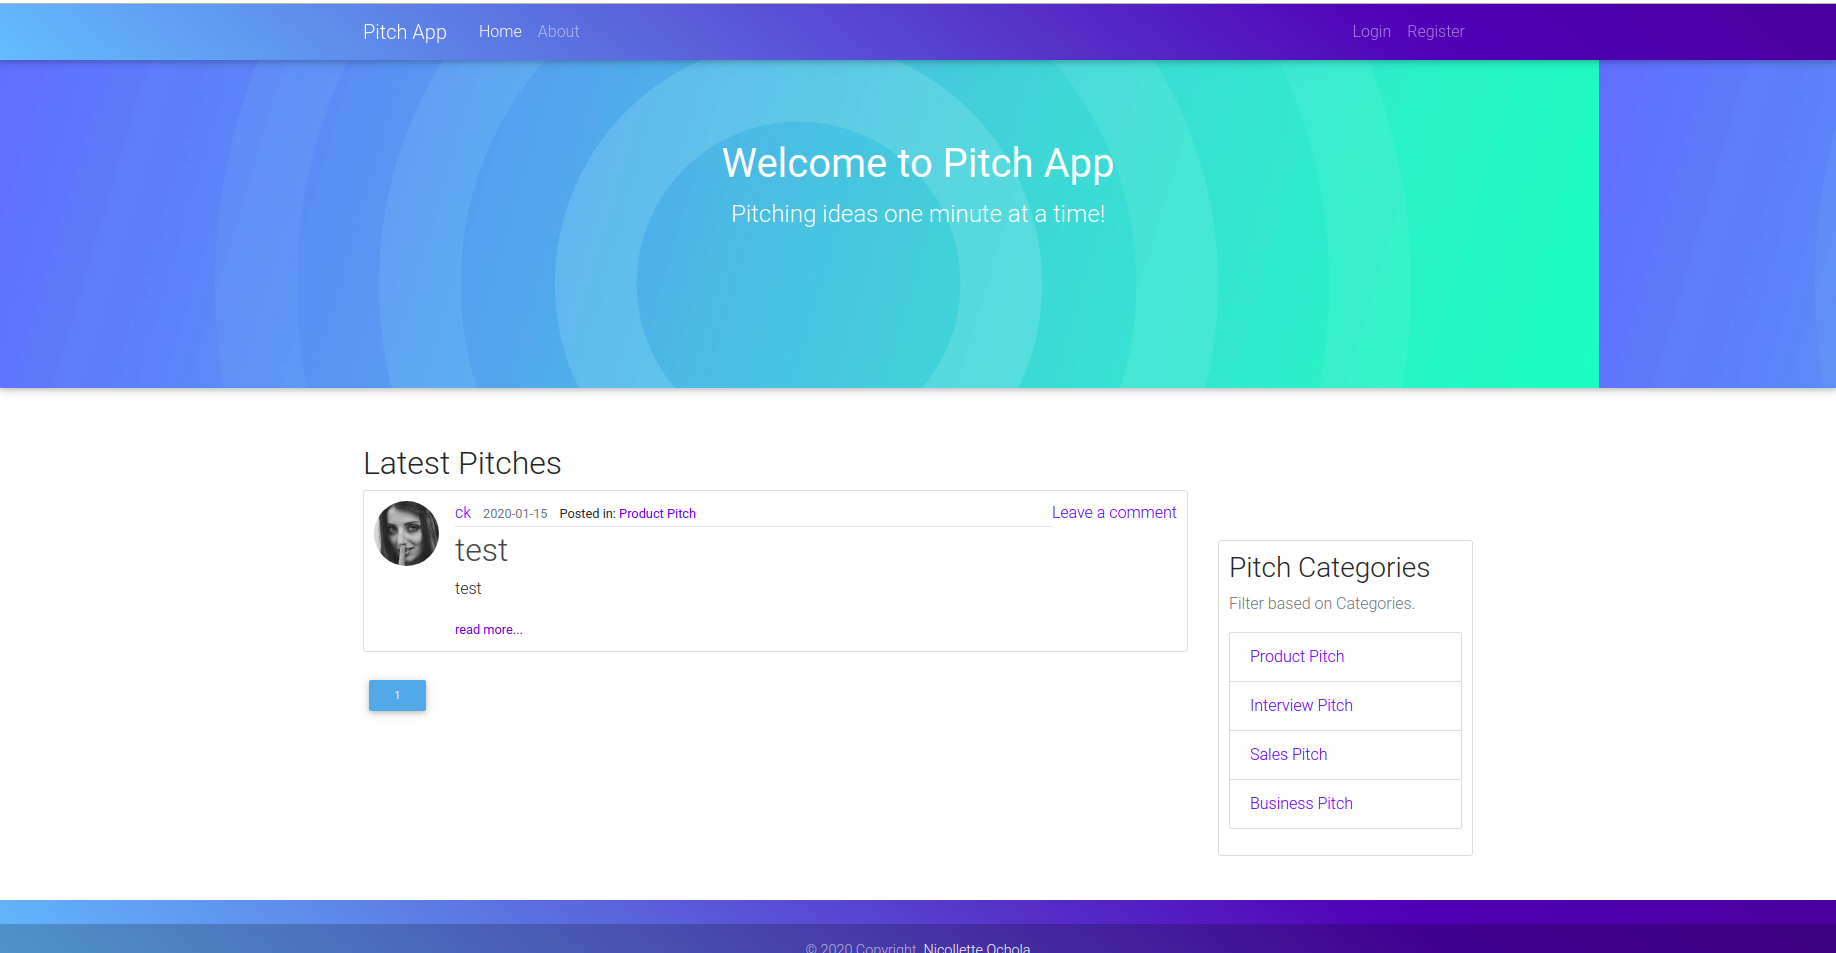 Pitch App Home About Login Register
Welcome to Pitch App
Pitching ideas one minute at a time!
Latest Pitches
ck 2020-01-15 Posted in: Product Pitch Leave a comment
test
test
read more...
1
Pitch Categories
Filter based on Categories.
Product Pitch
Interview Pitch
Sales Pitch
Business Pitch
© 2020 Copyright Nicollette Ochola